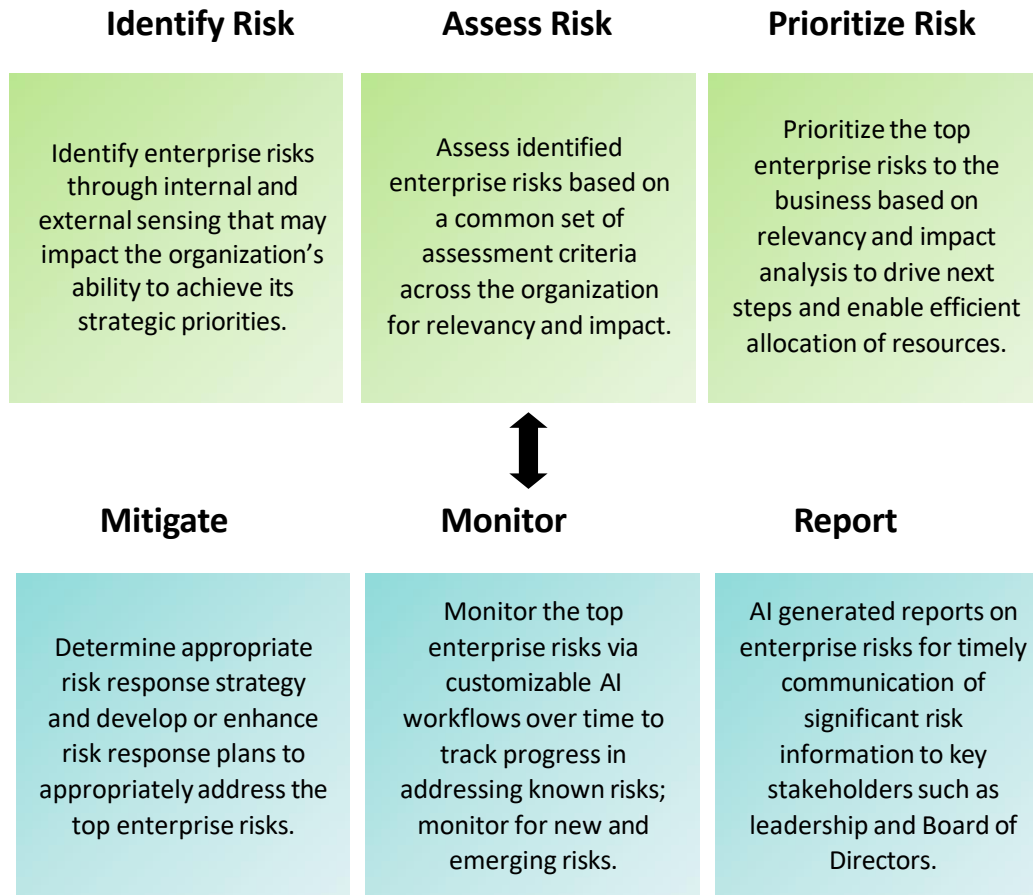 Identify Risk
Assess Risk
Prioritize Risk
Identify enterprise risks
through internal and
external sensing that may
impact the organization’s
ability to achieve its
strategic priorities.
Assess identified
enterprise risks based on
a common set of
assessment criteria
across the organization
for relevancy and impact.
Prioritize the top
enterprise risks to the
business based on
relevancy and impact
analysis to drive next
steps and enable efficient
allocation of resources.
Mitigate
Monitor
Report
Determine appropriate
risk response strategy
and develop or enhance
risk response plans to
appropriately address the
top enterprise risks.
Monitor the top
enterprise risks via
customizable AI
workflows over time to
track progress in
addressing known risks;
monitor for new and
emerging risks.
AI generated reports on
enterprise risks for timely
communication of
significant risk
information to key
stakeholders such as
leadership and Board of
Directors.